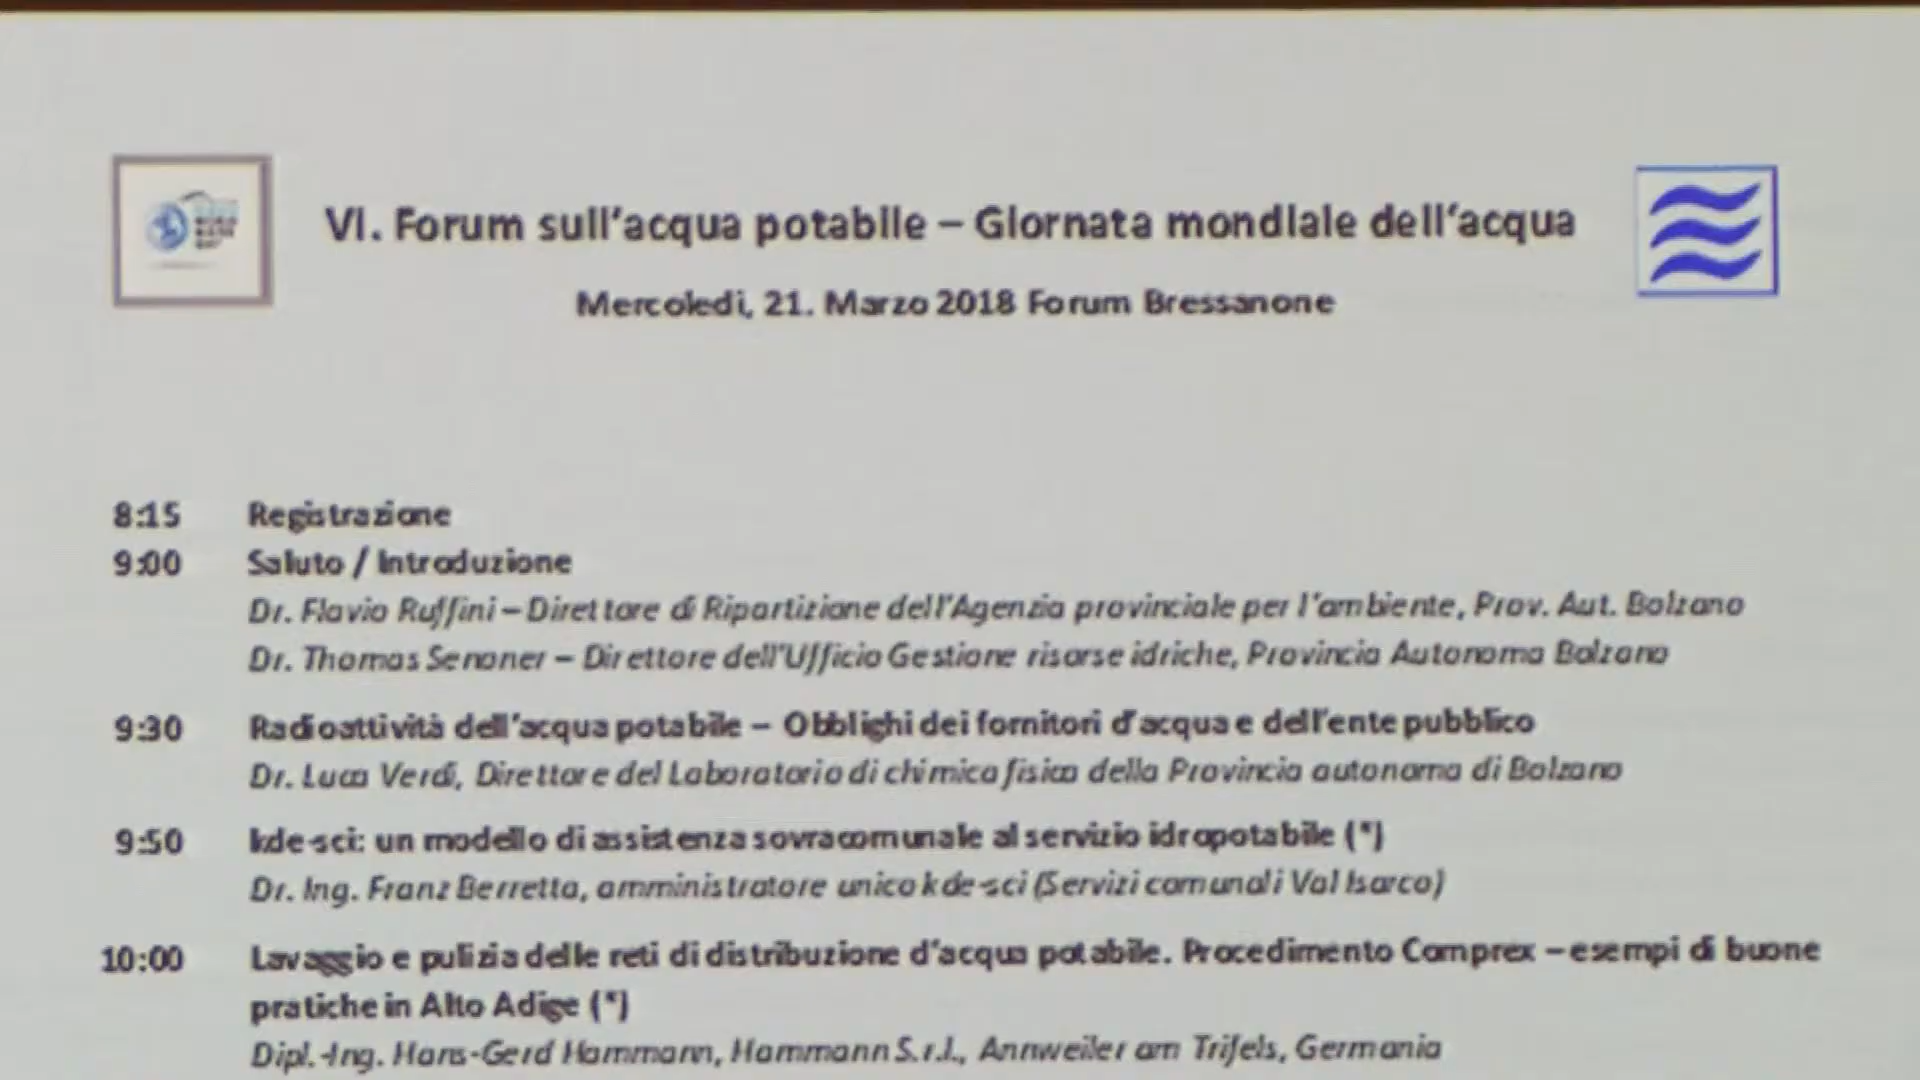 VI. Forum sull'acqua potabile – Giornata mondiale dell'acqua
Mercoledi, 21. Marzo 2018 Forum Bressanone
8:15 Registrazione
9:00 Saluto / Introduzione
Dr. Flavio Ruffini – Direttore di Ripartizione dell'Agenzia provinciale per l'ambiente, Prov. Aut. Bolzano
Dr. Thomas Senoner – Direttore dell'Ufficio Gestione risorse idriche, Provincia Autonoma Bolzano
9:30 Radioattività dell'acqua potabile – Obblighi dei fornitori d'acqua e dell'ente pubblico
Dr. Luca Verdi, Direttore del Laboratorio di chimica fisica della Provincia autonoma di Bolzano
9:50 kde-sci: un modello di assistenza sovracomunale al servizio idropotabile (*)
Dr. Ing. Franz Berretta, amministratore unico kde-sci (Servizi comunali Val Isarco)
10:00 Lavaggio e pulizia delle reti di distribuzione d'acqua potabile. Procedimento Comprex – esempi di buone
pratiche in Alto Adige (*)
Dipl.-Ing. Hans-Gerd Hammann, Hammann S.r.l., Annweiler am Trifels, Germania